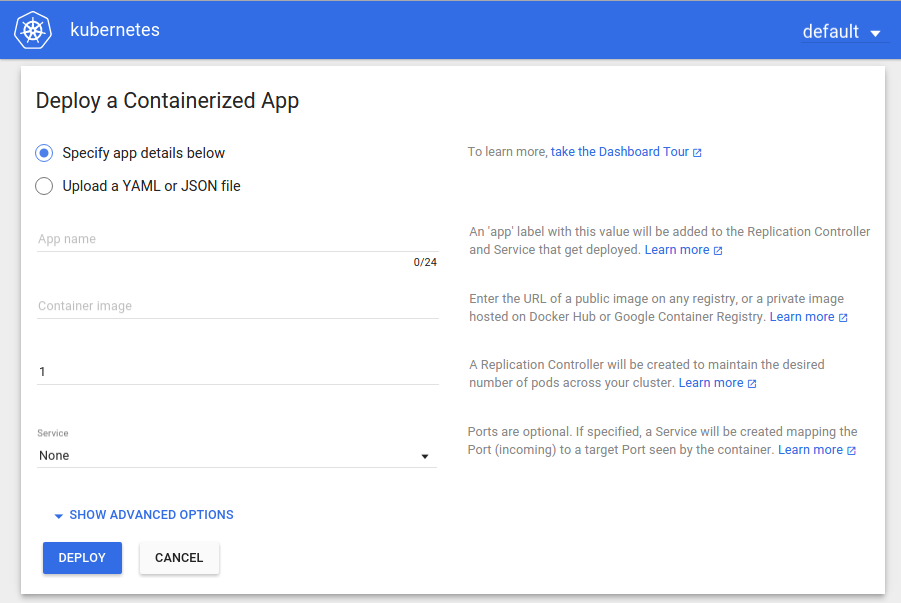 kubernetes
default
Deploy a Containerized App
Specify app details below
To learn more, take the Dashboard Tour
Upload a YAML or JSON file
App name
0/24
An 'app' label with this value will be added to the Replication Controller
and Service that get deployed. Learn more
Container image
Enter the URL of a public image on any registry, or a private image
hosted on Docker Hub or Google Container Registry. Learn more
1
A Replication Controller will be created to maintain the desired
number of pods across your cluster. Learn more
Service
None
Ports are optional. If specified, a Service will be created mapping the
Port (incoming) to a target Port seen by the container. Learn more
SHOW ADVANCED OPTIONS
DEPLOY
CANCEL